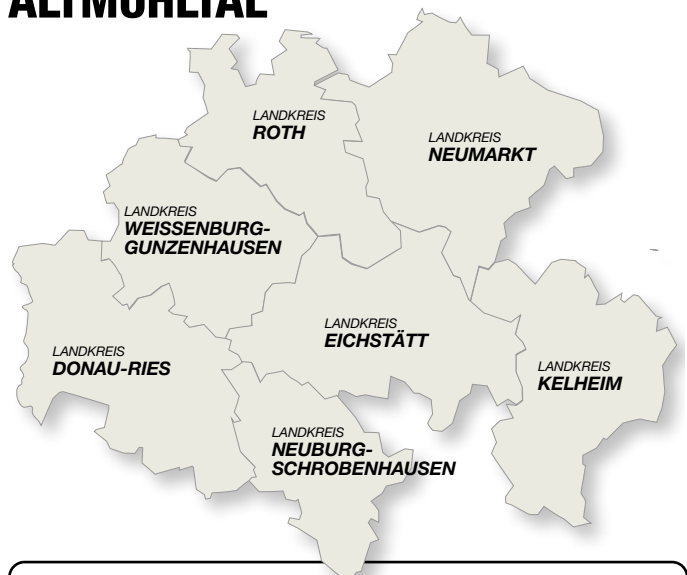 ALTMÜHLTAL
LANDKREIS
ROTH
LANDKREIS
NEUMARKT
LANDKREIS
WEISSENBURG-
GUNZENHAUSEN
LANDKREIS
EICHSTÄTT
LANDKREIS
DONAU-RIES
LANDKREIS
KELHEIM
LANDKREIS
NEUBURG-
SCHROBENHAUSEN